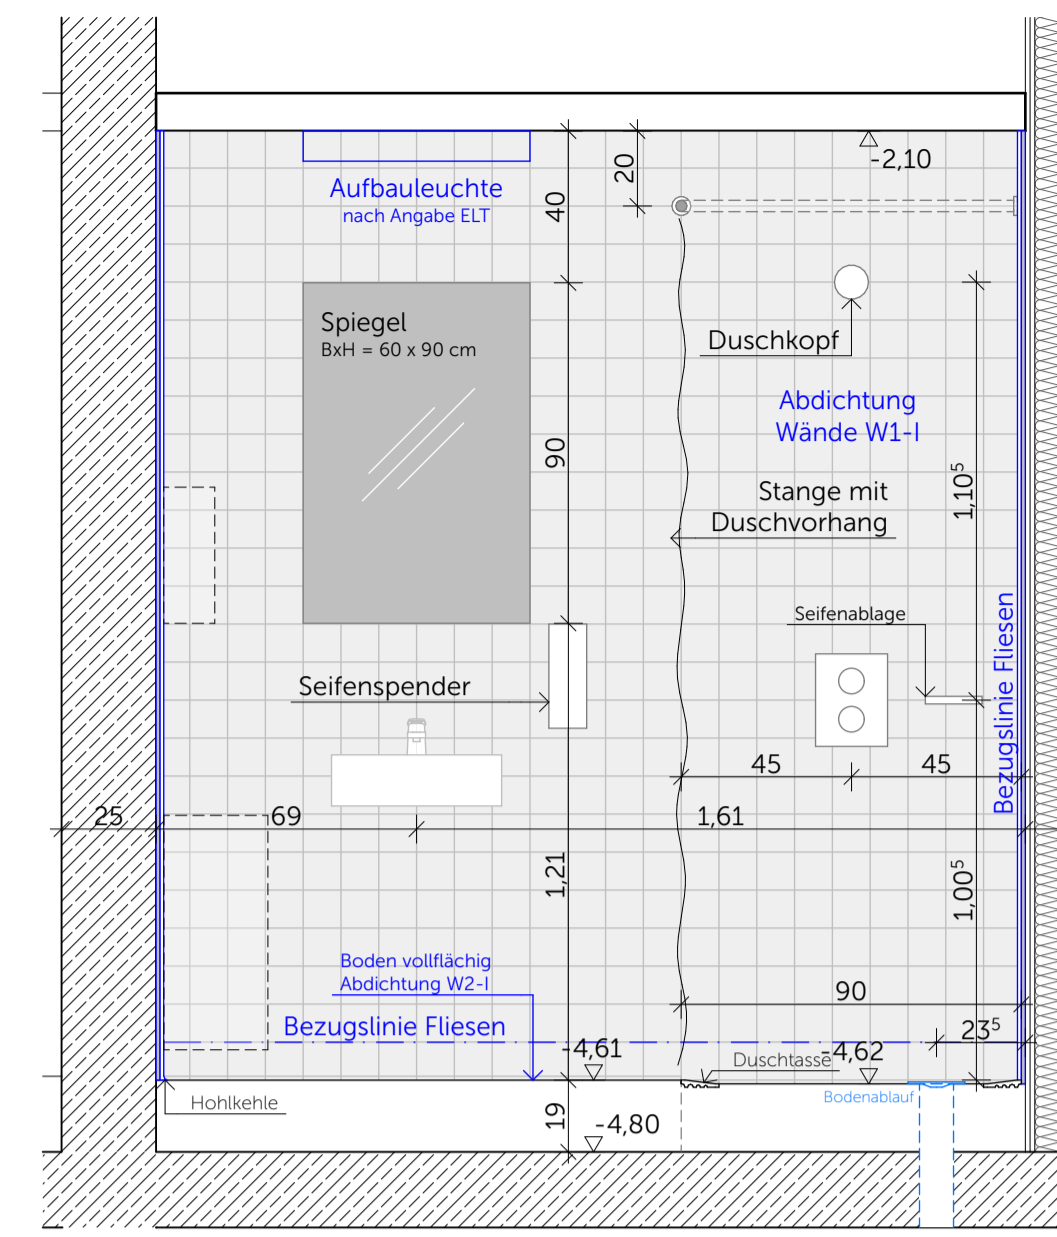 -2,10
20
40
Aufbauleuchte
nach Angabe ELT
Spiegel
BxH = 60 x 90 cm
Duschkopf
Abdichtung
Wände W1-I
90
1,10⁵
Stange mit
Duschvorhang
Seifenablage
Bezugslinie Fliesen
Seifenspender
45
45
25
69
1,61
1,21
1,00⁵
Boden vollflächig
Abdichtung W2-I
90
Bezugslinie Fliesen
23⁵
-4,61
Duschtasse
-4,62
Bodenablauf
Hohlkehle
19
-4,80